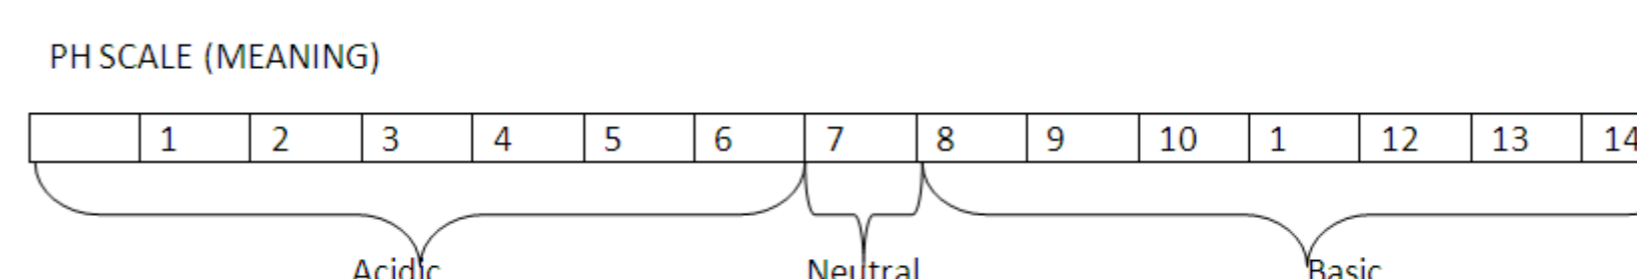 PH SCALE (MEANING)
1 2 3 4 5 6 7 8 9 10 1 12 13 14
Acidic Neutral Basic